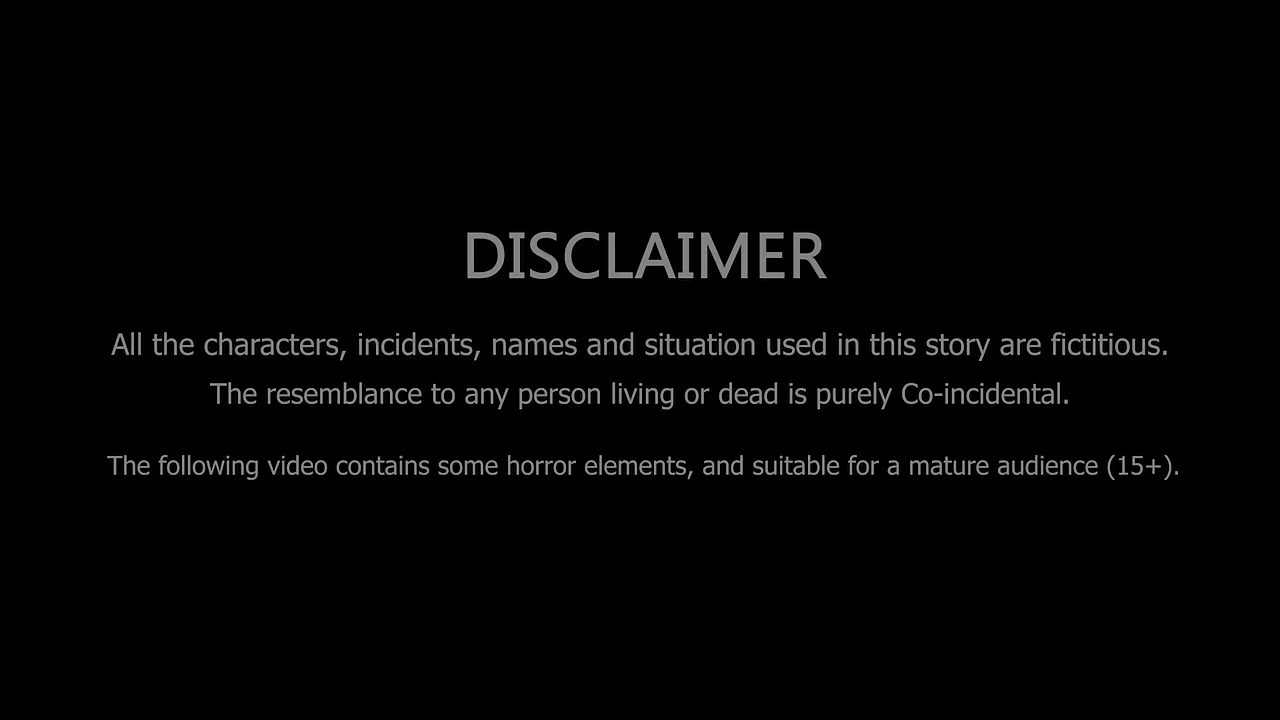 DISCLAIMER
All the characters, incidents, names and situation used in this story are fictitious.
The resemblance to any person living or dead is purely Co-incidental.
The following video contains some horror elements, and suitable for a mature audience (15+).